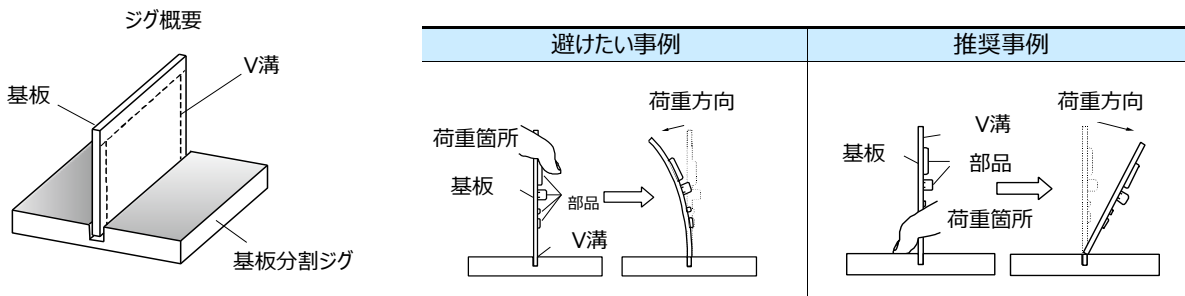 ジグ概要
基板
V溝
基板分割ジグ
避けたい事例
推奨事例
荷重方向
荷重箇所
基板
部品
V溝
荷重方向
V溝
基板
部品
荷重箇所